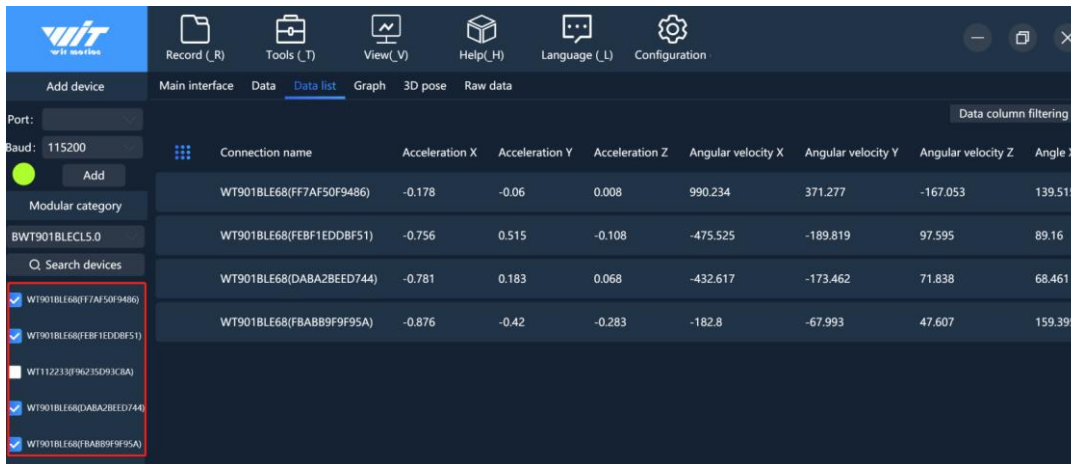 WIT
wit motion
Record (_R)
Tools (_T)
View(_V)
Help(_H)
Language (_L)
Configuration
Add device
Main interface
Data
Data list
Graph
3D pose
Raw data
Port:
Data column filtering
Baud: 115200
Add
Modular category
BWT901BLECL5.0
Search devices
WT901BLE68(FF7AF50F9486)
WT901BLE68(FEBF1EDDBF51)
WT112233(F96235D93C8A)
WT901BLE68(DABA2BEED744)
WT901BLE68(FBABB9F9F95A)
Connection name Acceleration X Acceleration Y Acceleration Z Angular velocity X Angular velocity Y Angular velocity Z Angle X
WT901BLE68(FF7AF50F9486) -0.178 -0.06 0.008 990.234 371.277 -167.053 139.515
WT901BLE68(FEBF1EDDBF51) -0.756 0.515 -0.108 -475.525 -189.819 97.595 89.16
WT901BLE68(DABA2BEED744) -0.781 0.183 0.068 -432.617 -173.462 71.838 68.461
WT901BLE68(FBABB9F9F95A) -0.876 -0.42 -0.283 -182.8 -67.993 47.607 159.39